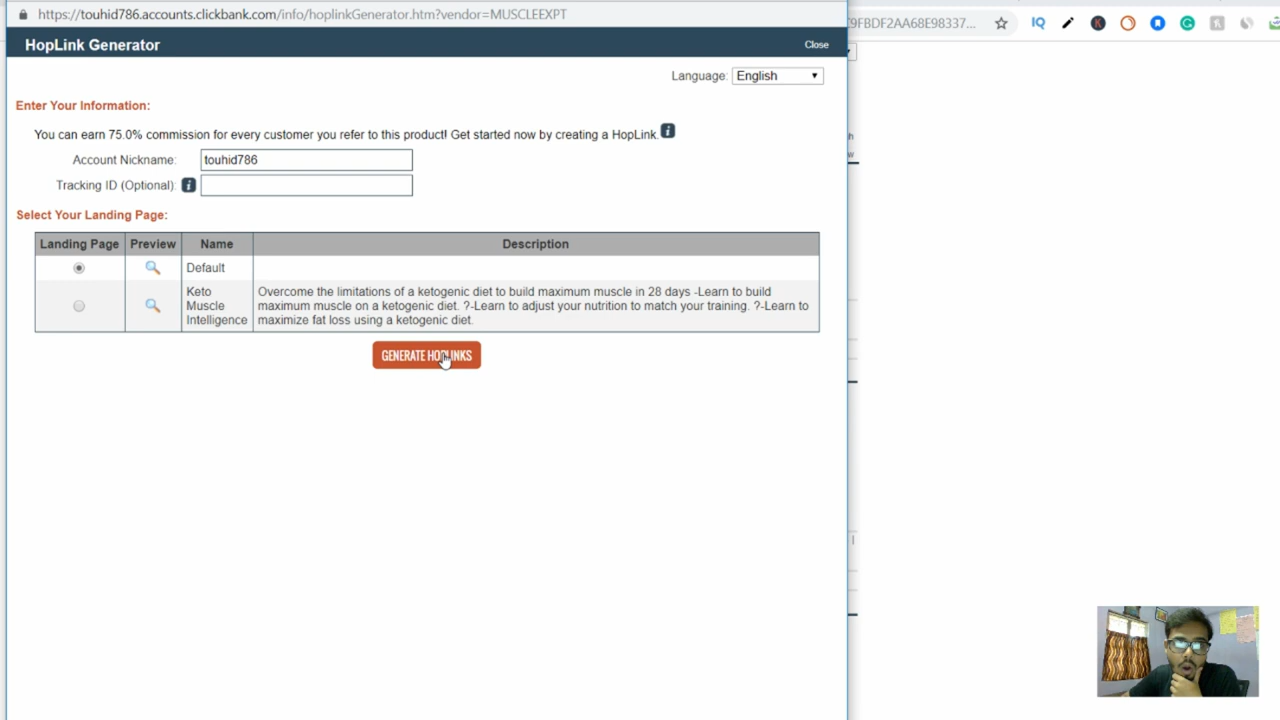 https://touhid786.accounts.clickbank.com/info/hoplinkGenerator.htm?vendor=MUSCLEEXPT
9FBDF2AA68E98337...
HopLink Generator
Close
Language: English
Enter Your Information:
You can earn 75.0% commission for every customer you refer to this product! Get started now by creating a HopLink.
Account Nickname: touhid786
Tracking ID (Optional):
Select Your Landing Page:
Landing Page Preview Name Description
Default
Keto Muscle Intelligence
Overcome the limitations of a ketogenic diet to build maximum muscle in 28 days -Learn to build
maximum muscle on a ketogenic diet. ?-Learn to adjust your nutrition to match your training. ?-Learn to
maximize fat loss using a ketogenic diet.
GENERATE HOPLINKS